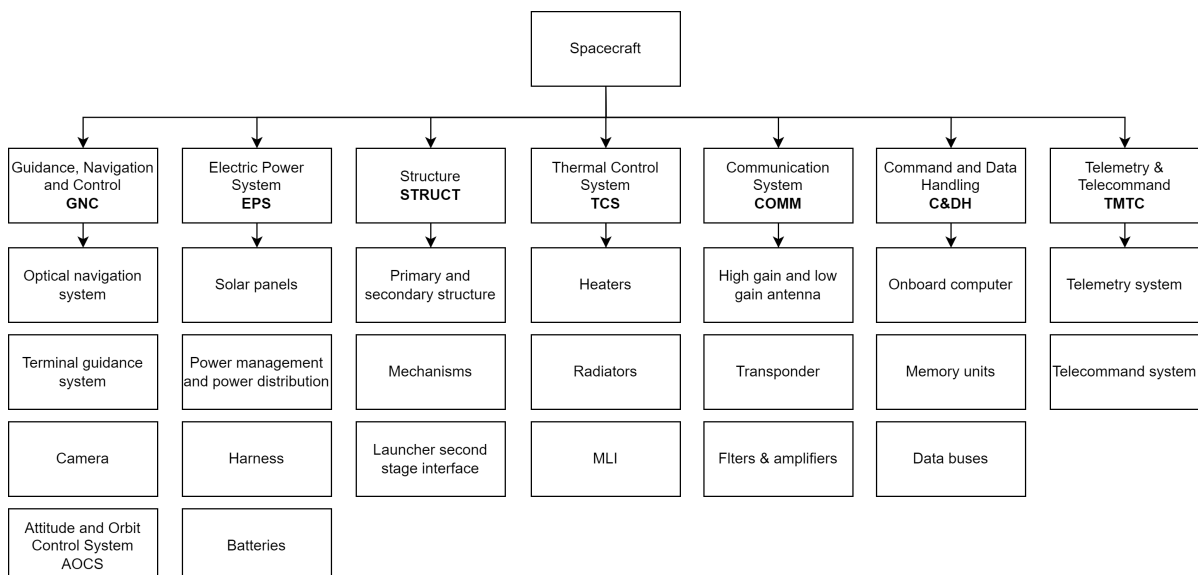 Spacecraft
Guidance, Navigation
and Control
GNC
Electric Power
System
EPS
Structure
STRUCT
Thermal Control
System
TCS
Communication
System
COMM
Command and Data
Handling
C&DH
Telemetry &
Telecommand
TMTC
Optical navigation
system
Solar panels
Primary and
secondary structure
Heaters
High gain and low
gain antenna
Onboard computer
Telemetry system
Terminal guidance
system
Power management
and power distribution
Mechanisms
Radiators
Transponder
Memory units
Telecommand system
Camera
Harness
Launcher second
stage interface
MLI
Flters & amplifiers
Data buses
Attitude and Orbit
Control System
AOCS
Batteries